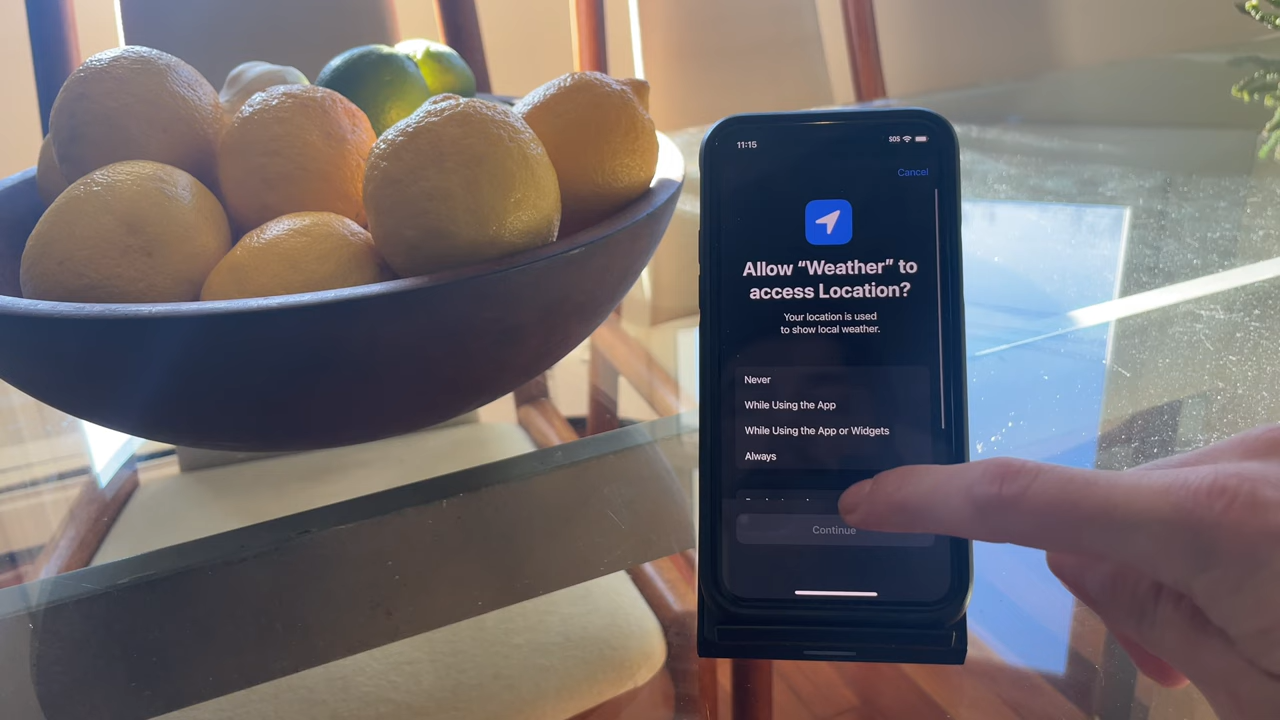 11:15
SOS
Cancel
Allow “Weather” to
access Location?
Your location is used
to show local weather.
Never
While Using the App
While Using the App or Widgets
Always
Continue